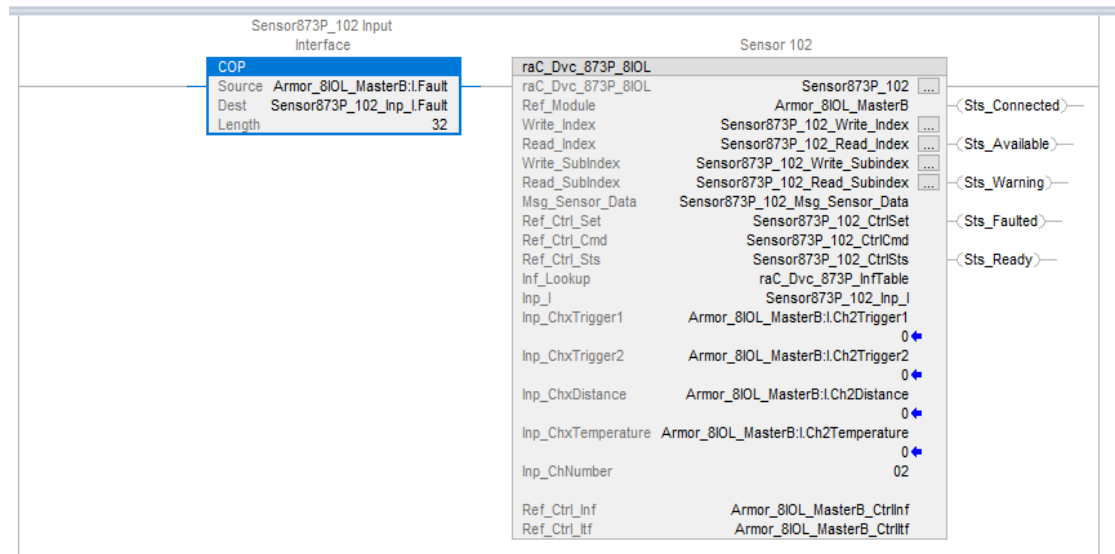 Sensor873P_102 Input
Interface
Sensor 102
COP
Source Armor_8IOL_MasterB:I.Fault
Dest Sensor873P_102_Inp_I.Fault
Length 32
raC_Dvc_873P_8IOL
raC_Dvc_873P_8IOL Sensor873P_102 ...
Ref_Module Armor_8IOL_MasterB
Write_Index Sensor873P_102_Write_Index ...
Read_Index Sensor873P_102_Read_Index ...
Write_SubIndex Sensor873P_102_Write_Subindex ...
Read_SubIndex Sensor873P_102_Read_Subindex ...
Msg_Sensor_Data Sensor873P_102_Msg_Sensor_Data
Ref_Ctrl_Set Sensor873P_102_CtrlSet
Ref_Ctrl_Cmd Sensor873P_102_CtrlCmd
Ref_Ctrl_Sts Sensor873P_102_CtrlSts
Inf_Lookup raC_Dvc_873P_InfTable
Inp_I Sensor873P_102_Inp_I
Inp_ChxTrigger1 Armor_8IOL_MasterB:I.Ch2Trigger1
0
Inp_ChxTrigger2 Armor_8IOL_MasterB:I.Ch2Trigger2
0
Inp_ChxDistance Armor_8IOL_MasterB:I.Ch2Distance
0
Inp_ChxTemperature Armor_8IOL_MasterB:I.Ch2Temperature
0
Inp_ChNumber 02
Ref_Ctrl_Inf Armor_8IOL_MasterB_CtrlInf
Ref_Ctrl_Itf Armor_8IOL_MasterB_CtrlItf
Sts_Connected
Sts_Available
Sts_Warning
Sts_Faulted
Sts_Ready